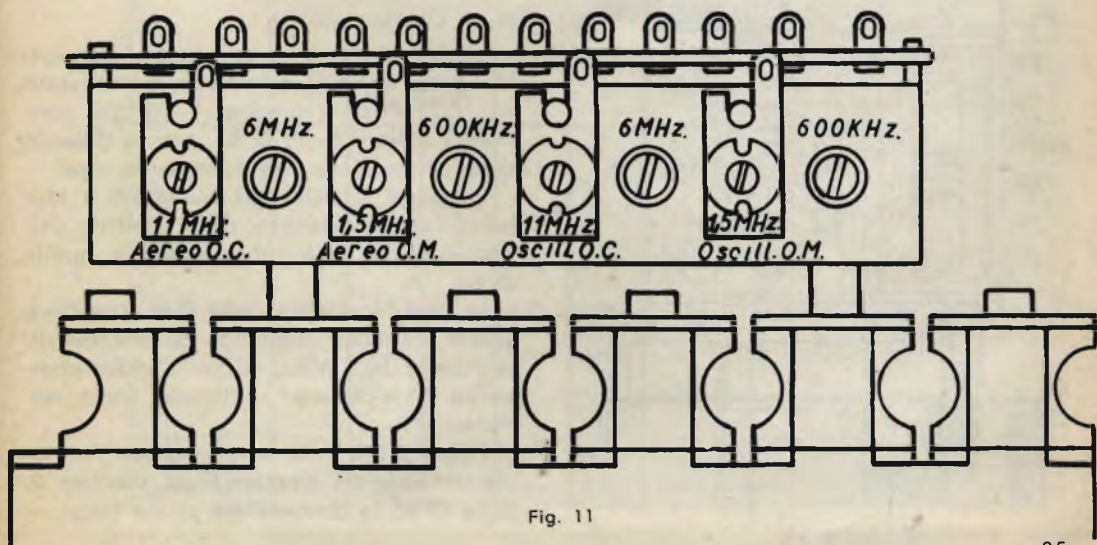 6MHz. 600KHz. 6MHz. 600KHz.
11MHz. 1,5MHz. 11MHz. 1,5MHz.
Aereo O.C. Aereo O.M. Oscill. O.C. Oscill. O.M.
Fig. 11